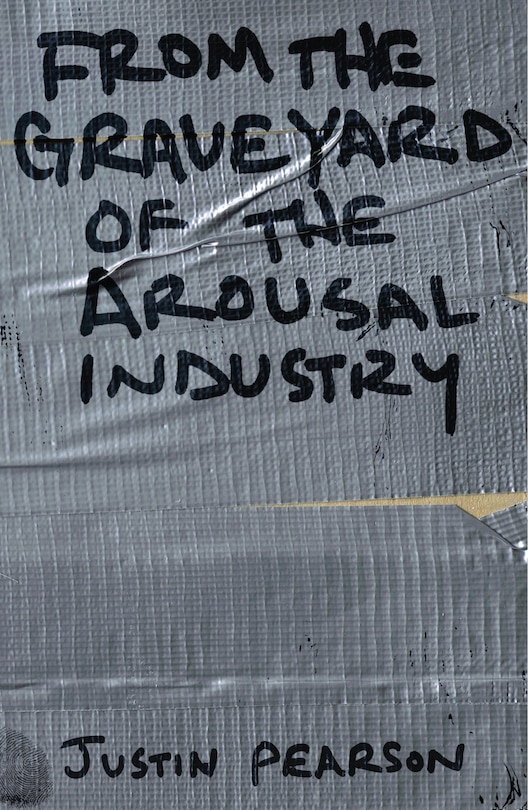 FROM THE
GRAVEYARD
OF THE
AROUSAL
INDUSTRY
JUSTIN PEARSON